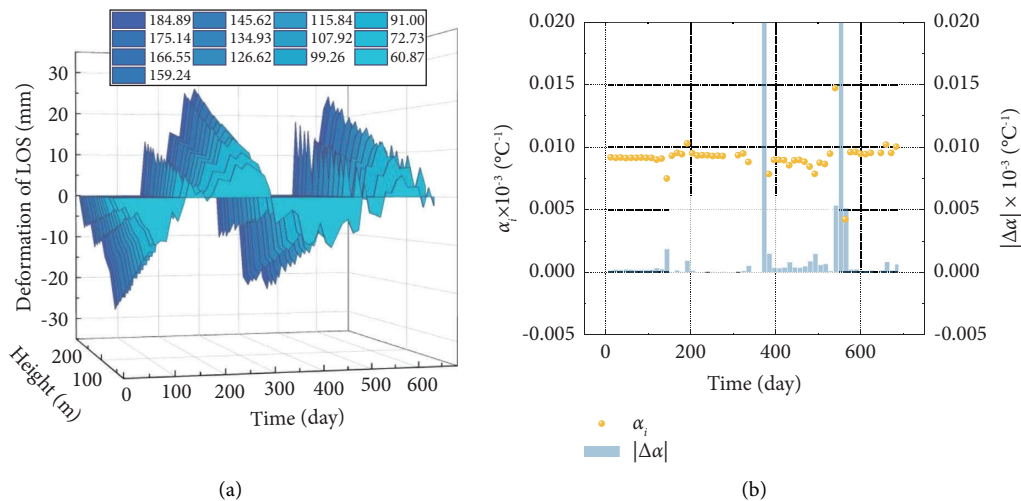 184.89 145.62 115.84 91.00
175.14 134.93 107.92 72.73
166.55 126.62 99.26 60.87
159.24
Deformation of LOS (mm)
30
20
10
0
-10
-20
-30
Height (m)
200
100
0 100 200 300 400 500 600
Time (day)
(a)
αᵢ×10⁻³ (°C⁻¹)
0.020
0.015
0.010
0.005
0.000
-0.005
0.020
0.015
0.010
0.005
0.000
-0.005
|Δα| × 10⁻³ (°C⁻¹)
0 200 400 600
Time (day)
αᵢ
|Δα|
(b)